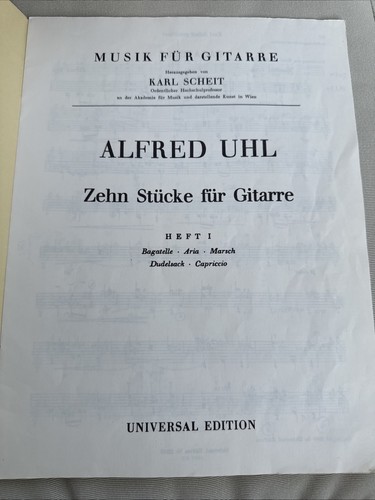 MUSIK FÜR GITARRE
Herausgegeben von
KARL SCHEIT
Ordentlicher Hochschulprofessor
an der Akademie für Musik und darstellende Kunst in Wien
ALFRED UHL
Zehn Stücke für Gitarre
HEFT I
Bagatelle · Aria · Marsch
Dudelsack · Capriccio
UNIVERSAL EDITION